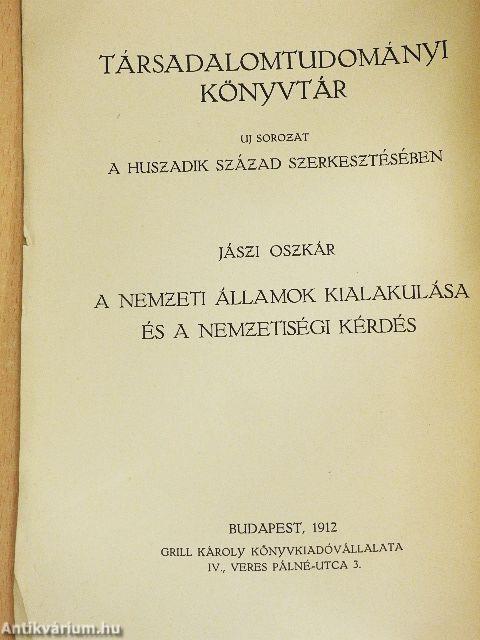 TÁRSADALOMTUDOMÁNYI
KÖNYVTÁR
UJ SOROZAT
A HUSZADIK SZÁZAD SZERKESZTÉSÉBEN
JÁSZI OSZKÁR
A NEMZETI ÁLLAMOK KIALAKULÁSA
ÉS A NEMZETISÉGI KÉRDÉS
BUDAPEST, 1912
GRILL KÁROLY KÖNYVKIADÓVÁLLALATA
IV., VERES PÁLNÉ-UTCA 3.
Antikvárium.hu